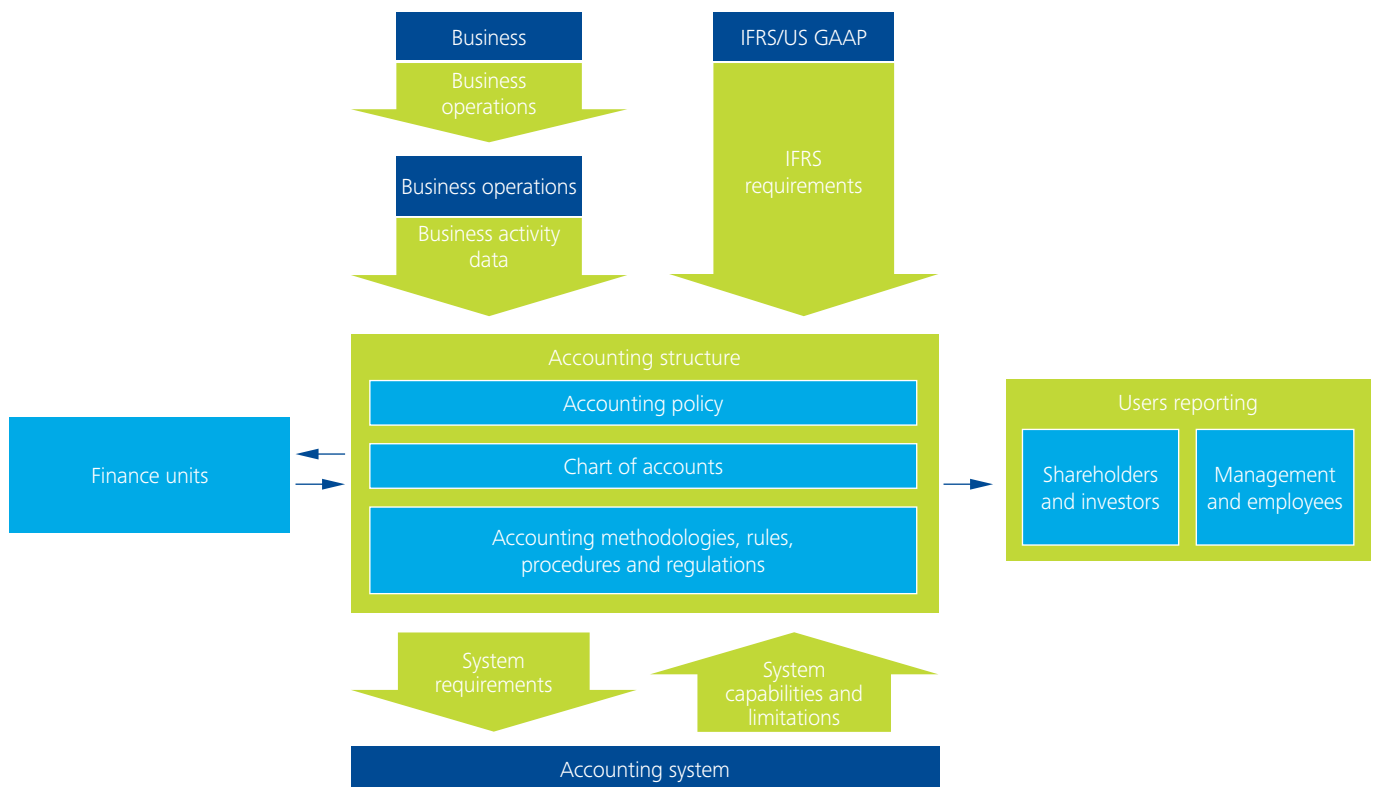 Business
IFRS/US GAAP
Business
operations
Business operations
IFRS
requirements
Business activity
data
Accounting structure
Accounting policy
Chart of accounts
Accounting methodologies, rules,
procedures and regulations
Finance units
Users reporting
Shareholders
and investors
Management
and employees
System
requirements
System
capabilities and
limitations
Accounting system